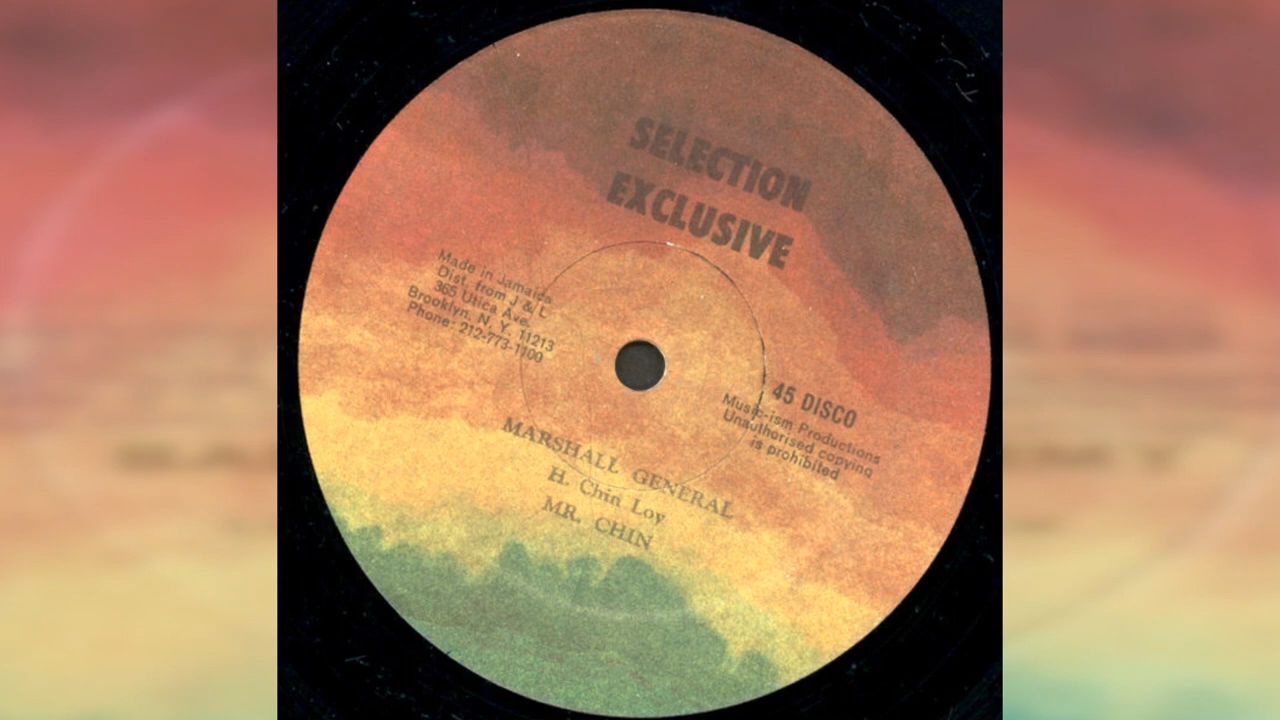 SELECTION
EXCLUSIVE
Made in Jamaica
Dist. from J & L
365 Utica Ave.
Brooklyn, N. Y. 11213
Phone: 212-773-1100
45 DISCO
Music-ism Productions
Unauthorised copying
is prohibited
MARSHALL GENERAL
H. Chin Loy
MR. CHIN